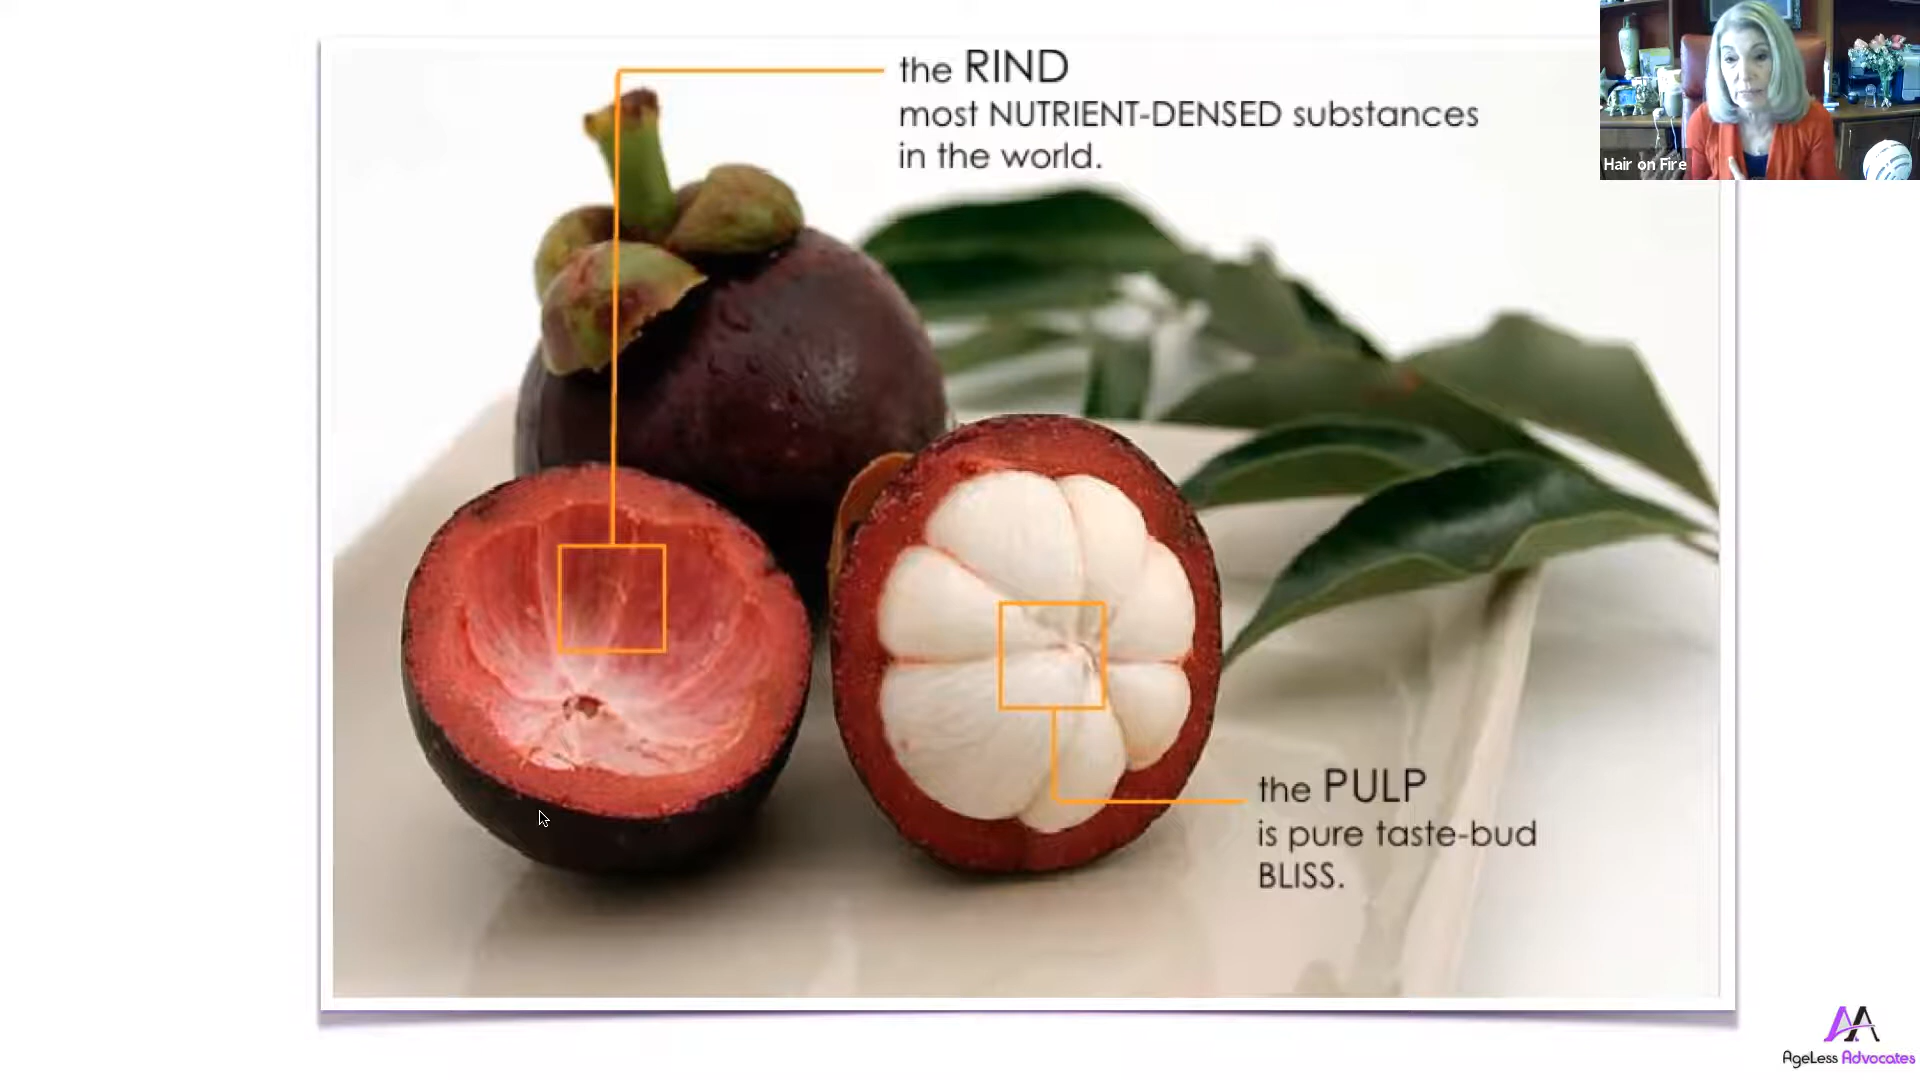 the RIND
most NUTRIENT-DENSED substances
in the world.
Hair on Fire
the PULP
is pure taste-bud
BLISS.
AgeLess Advocates